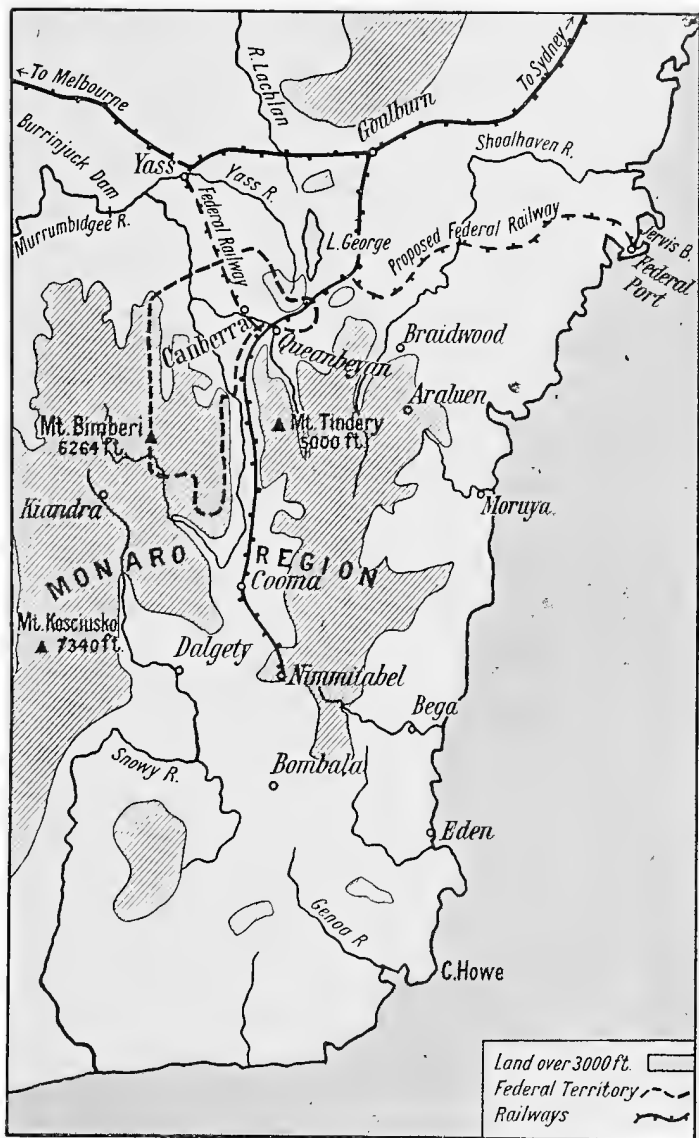 ← To Melbourne
To Sydney →
R. Lachlan
Goalburn
Shoalhaven R.
Burrinjuck Dam
Yass
Yass R.
Murrumbidgee R.
Federal Railway
L. George
Proposed Federal Railway
Jervis B.
Federal
Port
Canberra
Queanbeyan
Braidwood
Araluen
Mt. Bimberi
6264 ft.
Mt. Tindery
5000 ft.
Kiandra
Moruya
MONARO REGION
Cooma
Mt. Kosciusko
7340 ft.
Dalgety
Nimmitabel
Bega
Snowy R.
Bombala
Eden
Genoa R
C. Howe
Land over 3000 ft.
Federal Territory
Railways